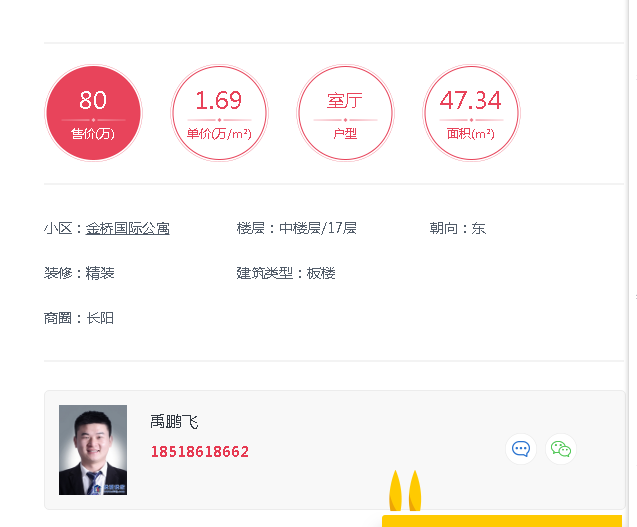 80
售价(万)
1.69
单价(万/m²)
室厅
户型
47.34
面积(m²)
小区：金桥国际公寓 楼层：中楼层/17层 朝向：东
装修：精装 建筑类型：板楼
商圈：长阳
禹鹏飞
18518618662